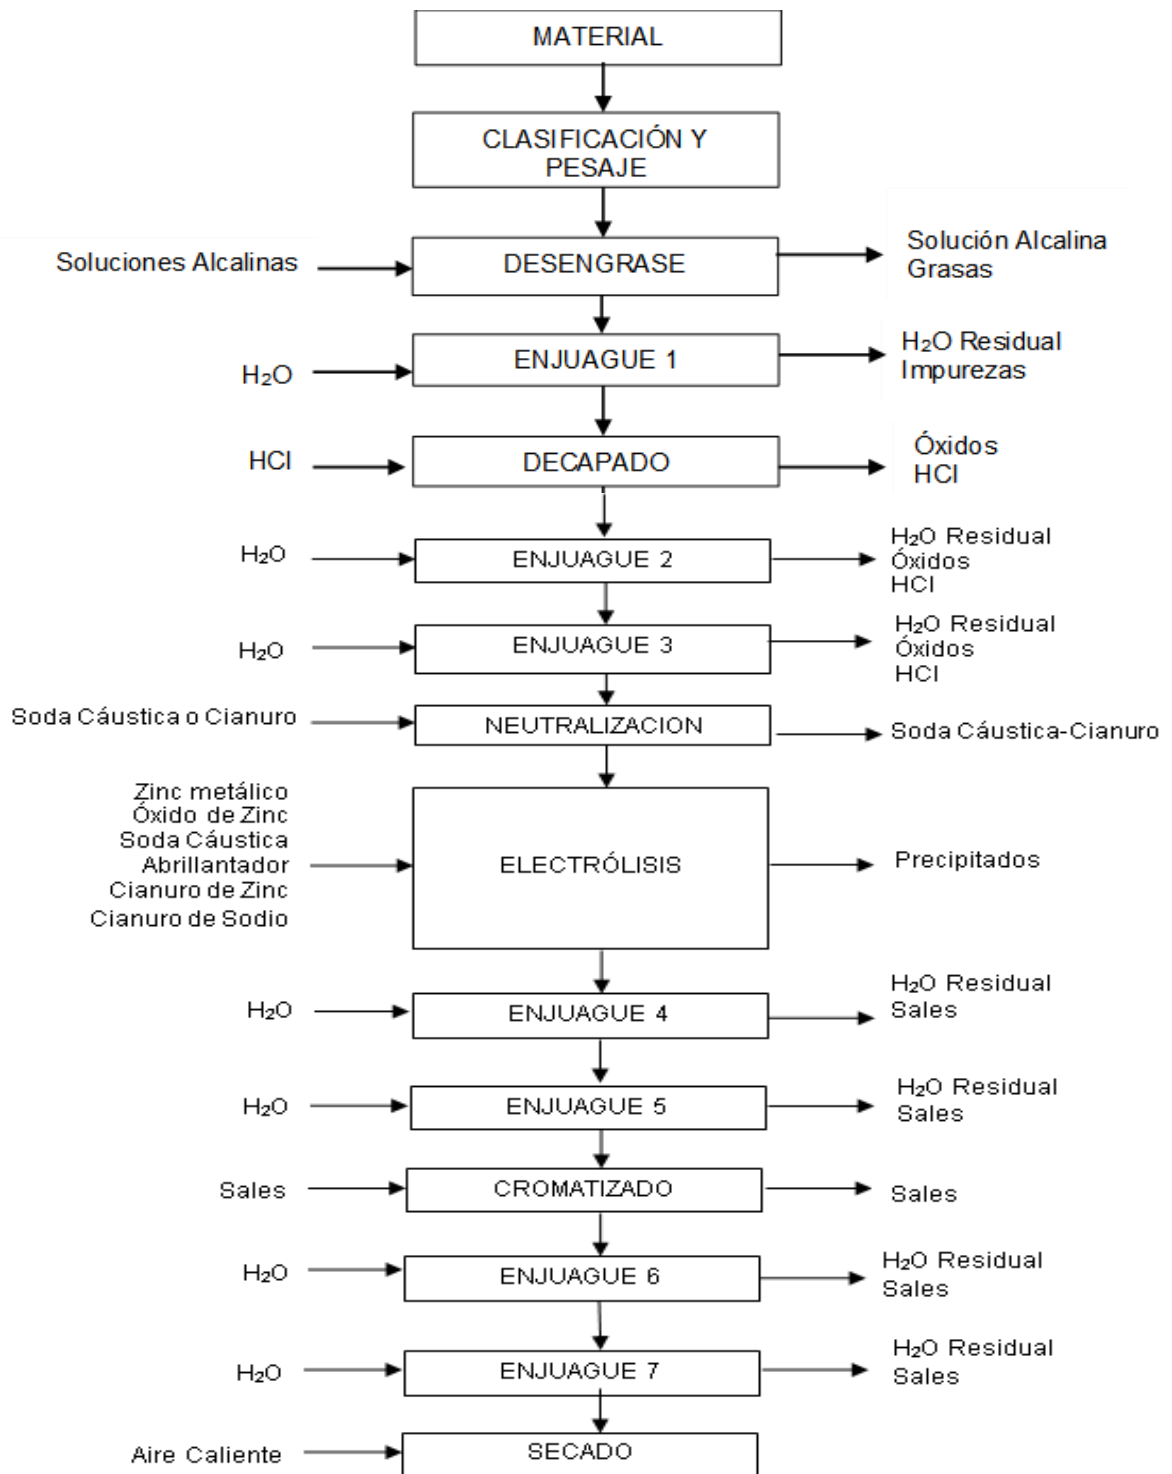 MATERIAL
CLASIFICACIÓN Y
PESAJE
Soluciones Alcalinas
DESENGRASE
Solución Alcalina
Grasas
H₂O
ENJUAGUE 1
H₂O Residual
Impurezas
HCl
DECAPADO
Óxidos
HCl
H₂O
ENJUAGUE 2
H₂O Residual
Óxidos
HCl
H₂O
ENJUAGUE 3
H₂O Residual
Óxidos
HCl
Soda Cáustica o Cianuro
NEUTRALIZACION
Soda Cáustica-Cianuro
Zinc metálico
Óxido de Zinc
Soda Cáustica
Abrillantador
Cianuro de Zinc
Cianuro de Sodio
ELECTRÓLISIS
Precipitados
H₂O
ENJUAGUE 4
H₂O Residual
Sales
H₂O
ENJUAGUE 5
H₂O Residual
Sales
Sales
CROMATIZADO
Sales
H₂O
ENJUAGUE 6
H₂O Residual
Sales
H₂O
ENJUAGUE 7
H₂O Residual
Sales
Aire Caliente
SECADO